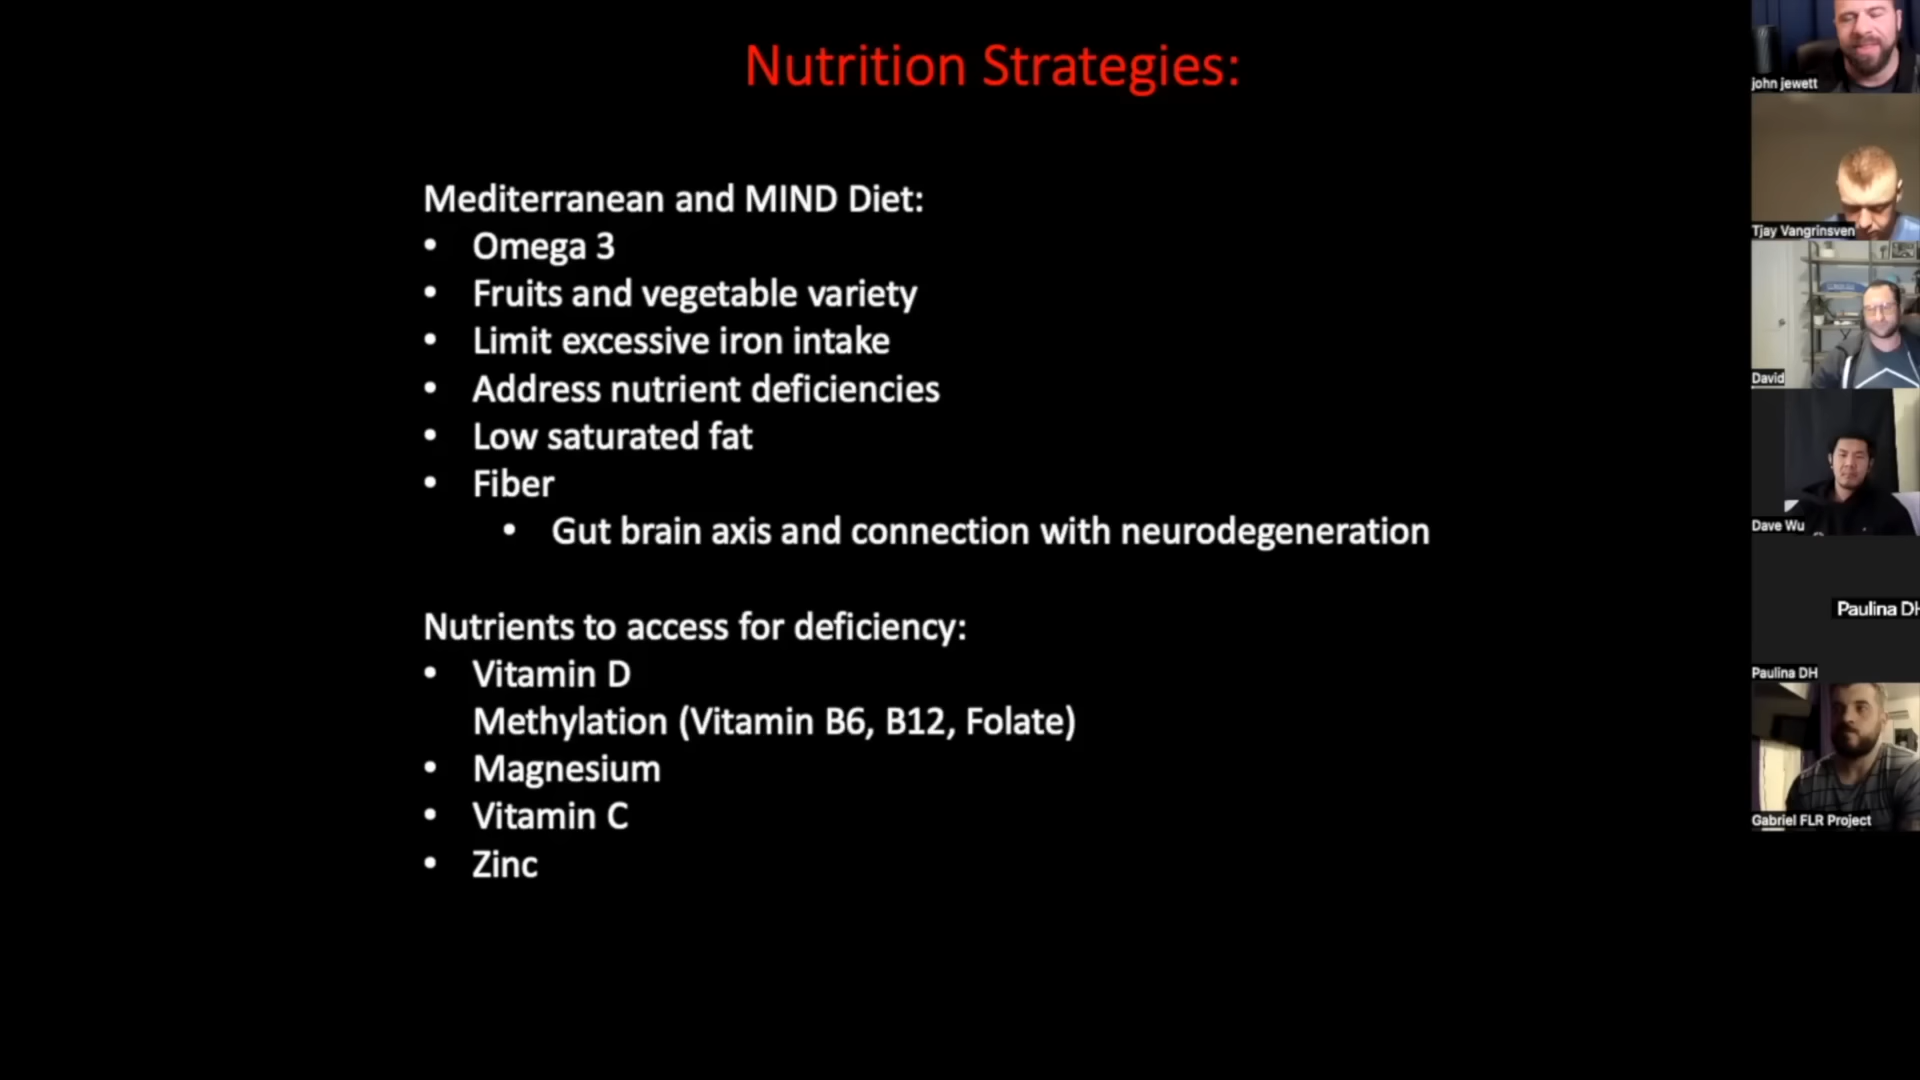 Nutrition Strategies:
Mediterranean and MIND Diet:
• Omega 3
• Fruits and vegetable variety
• Limit excessive iron intake
• Address nutrient deficiencies
• Low saturated fat
• Fiber
• Gut brain axis and connection with neurodegeneration
Nutrients to access for deficiency:
• Vitamin D
Methylation (Vitamin B6, B12, Folate)
• Magnesium
• Vitamin C
• Zinc
john jewett
Tjay Vangrinsven
David
Dave Wu
Paulina DH
Paulina DH
Gabriel FLR Project